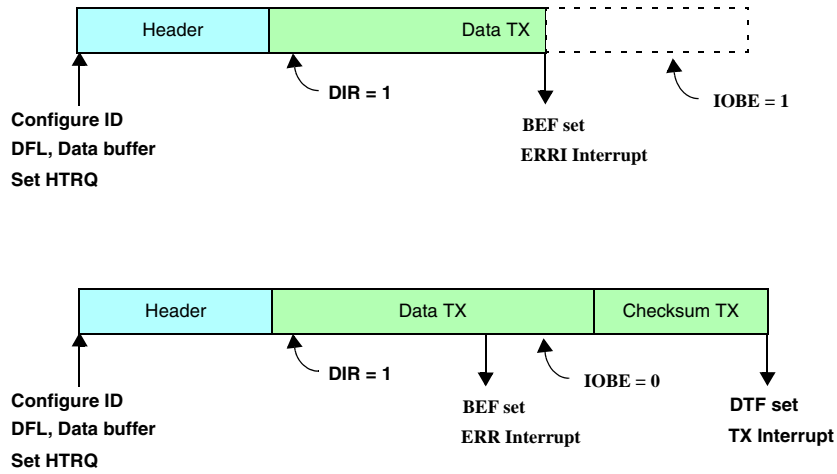 Header
Data TX
DIR = 1
IOBE = 1
Configure ID
DFL, Data buffer
Set HTRQ
BEF set
ERRI Interrupt
Header
Data TX
Checksum TX
DIR = 1
IOBE = 0
Configure ID
DFL, Data buffer
Set HTRQ
BEF set
ERR Interrupt
DTF set
TX Interrupt